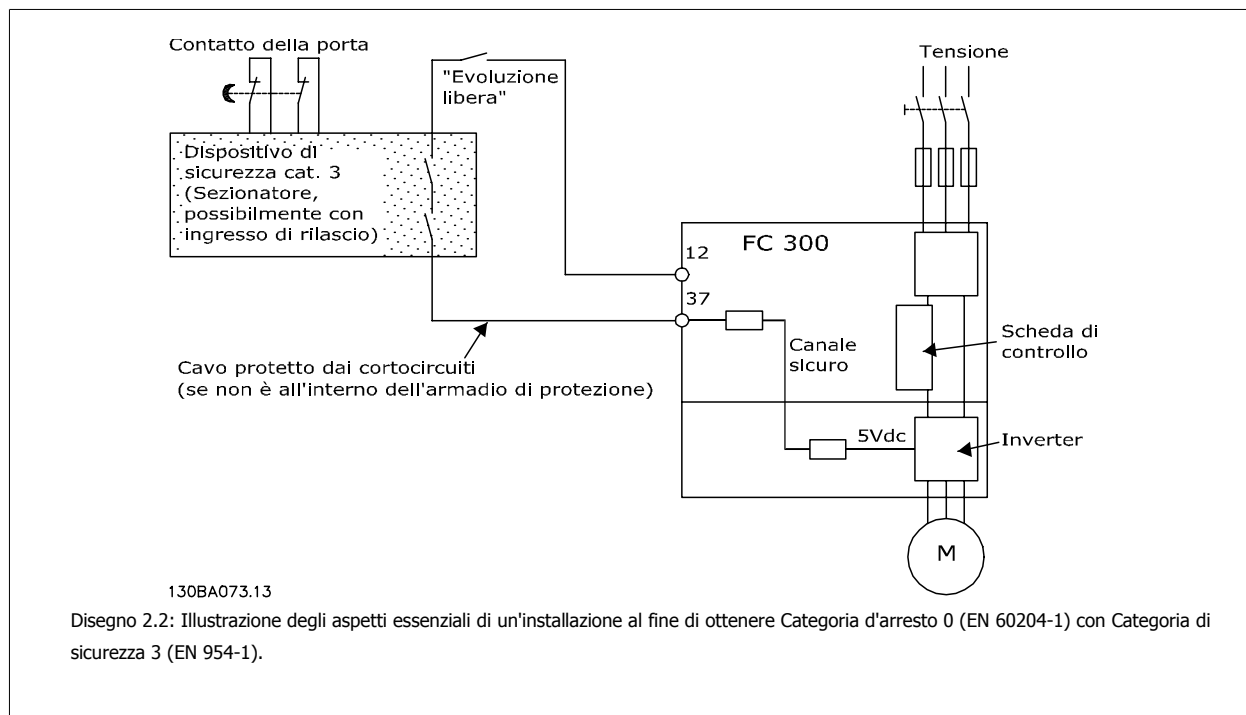 Contatto della porta
"Evoluzione
libera"
Tensione
Dispositivo di
sicurezza cat. 3
(Sezionatore,
possibilmente con
ingresso di rilascio)
FC 300
12
37
Canale
sicuro
Scheda di
controllo
Cavo protetto dai cortocircuiti
(se non è all'interno dell'armadio di protezione)
5Vdc
Inverter
M
130BA073.13
Disegno 2.2: Illustrazione degli aspetti essenziali di un'installazione al fine di ottenere Categoria d'arresto 0 (EN 60204-1) con Categoria di
sicurezza 3 (EN 954-1).